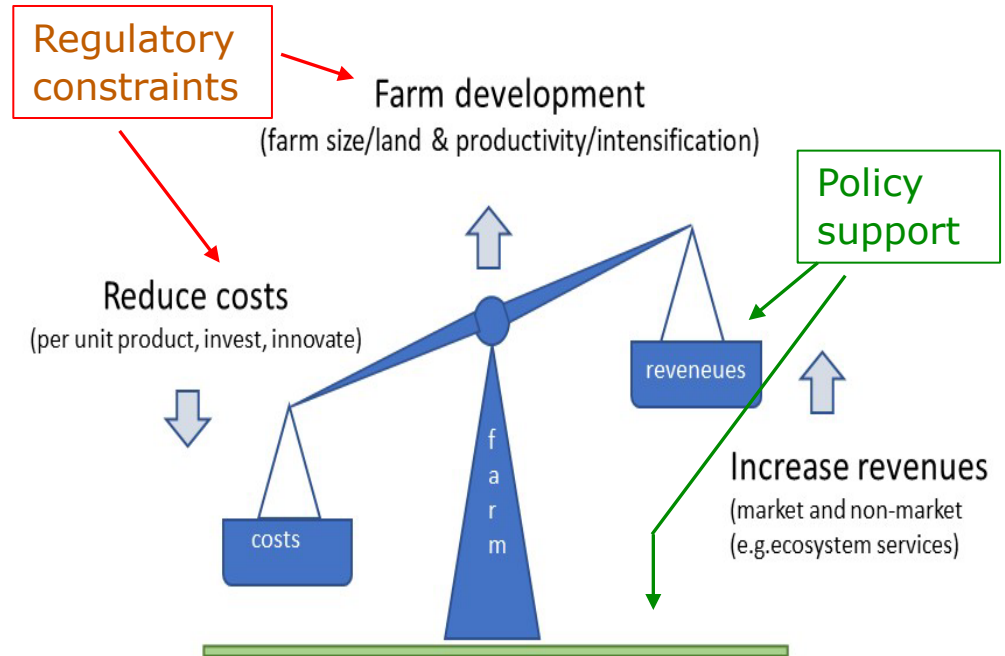 Regulatory
constraints
Farm development
(farm size/land & productivity/intensification)
Policy
support
Reduce costs
(per unit product, invest, innovate)
reveneues
costs
farm
Increase revenues
(market and non-market
(e.g.ecosystem services)